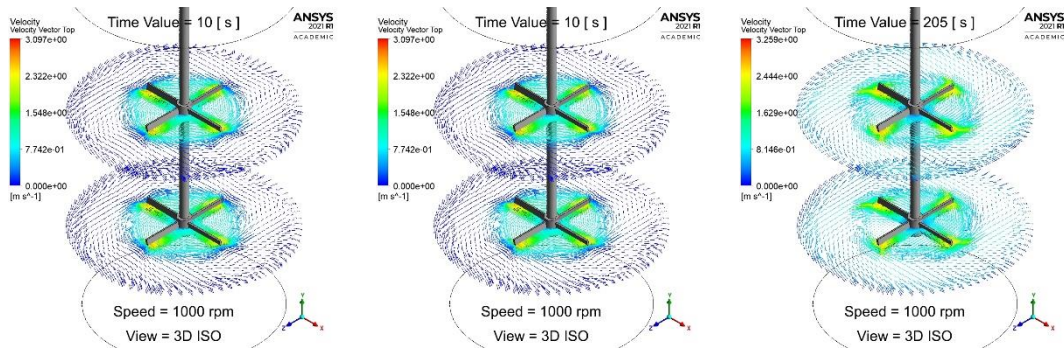 Velocity
Velocity Vector Top
3.097e+00
2.322e+00
1.548e+00
7.742e-01
0.000e+00
[m s^-1]
Time Value = 10 [ s ]
ANSYS
2021 R1
ACADEMIC
Speed = 1000 rpm
View = 3D ISO
Y
Z
X
Velocity
Velocity Vector Top
3.097e+00
2.322e+00
1.548e+00
7.742e-01
0.000e+00
[m s^-1]
Time Value = 10 [ s ]
ANSYS
2021 R1
ACADEMIC
Speed = 1000 rpm
View = 3D ISO
Y
Z
X
Velocity
Velocity Vector Top
3.259e+00
2.444e+00
1.629e+00
8.146e-01
0.000e+00
[m s^-1]
Time Value = 205 [ s ]
ANSYS
2021 R1
ACADEMIC
Speed = 1000 rpm
View = 3D ISO
Y
Z
X